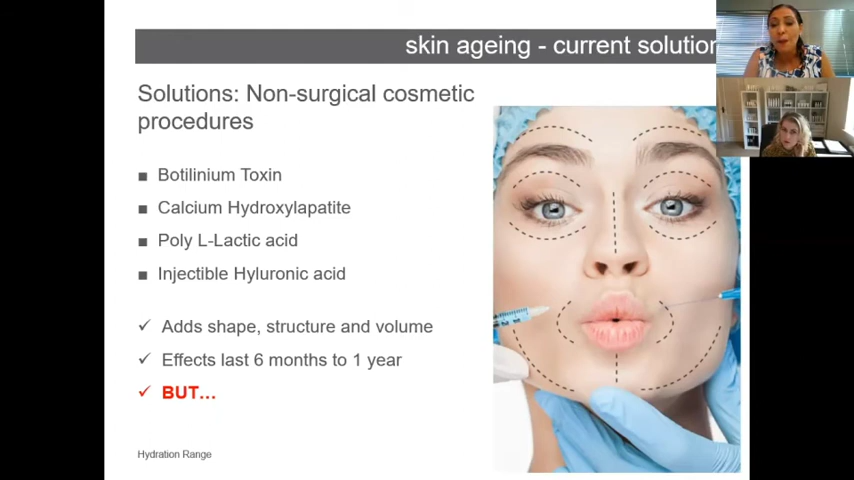 skin ageing - current solution
Solutions: Non-surgical cosmetic
procedures
Botilinium Toxin
Calcium Hydroxylapatite
Poly L-Lactic acid
Injectible Hyluronic acid
Adds shape, structure and volume
Effects last 6 months to 1 year
BUT…
Hydration Range